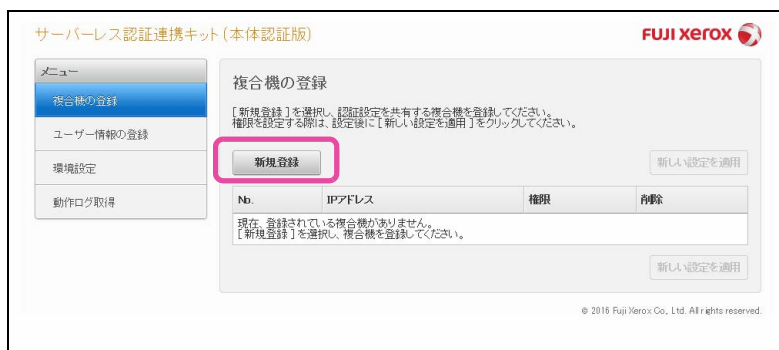 サーバーレス認証連携キット(本体認証版)
FUJI XEROX
メニュー
複合機の登録
ユーザー情報の登録
環境設定
動作ログ取得
複合機の登録
[新規登録]を選択し、認証設定を共有する複合機を登録してください。
権限を設定する際は、設定後に[新しい設定を適用]をクリックしてください。
新規登録
新しい設定を適用
No. IPアドレス 権限 削除
現在、登録されている複合機がありません。
[新規登録]を選択し、複合機を登録してください。
新しい設定を適用
© 2016 Fuji Xerox Co., Ltd. All rights reserved.